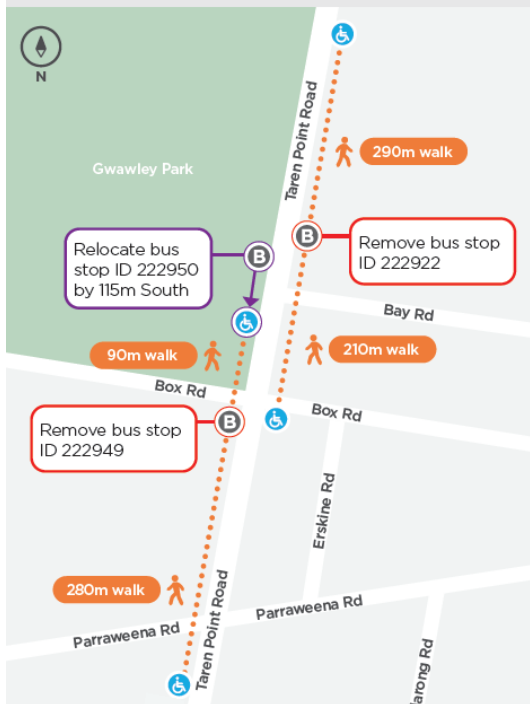 N
Taren Point Road
290m walk
Gwawley Park
B
Relocate bus
stop ID 222950
by 115m South
B
Remove bus stop
ID 222922
Bay Rd
90m walk
210m walk
Box Rd
Box Rd
B
Remove bus stop
ID 222949
Erskine Rd
280m walk
Parraweena Rd
Parraweena Rd
Taren Point Road
arong Rd